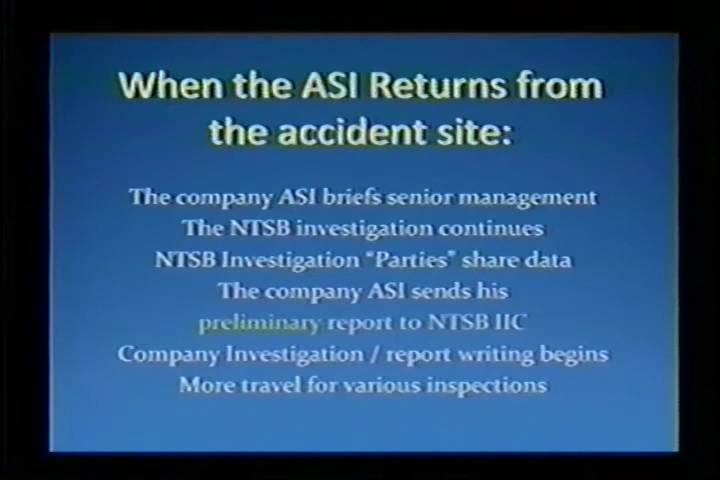 When the ASI Returns from
the accident site:
The company ASI briefs senior management
The NTSB investigation continues
NTSB Investigation "Parties" share data
The company ASI sends his
preliminary report to NTSB IIC
Company Investigation / report writing begins
More travel for various inspections